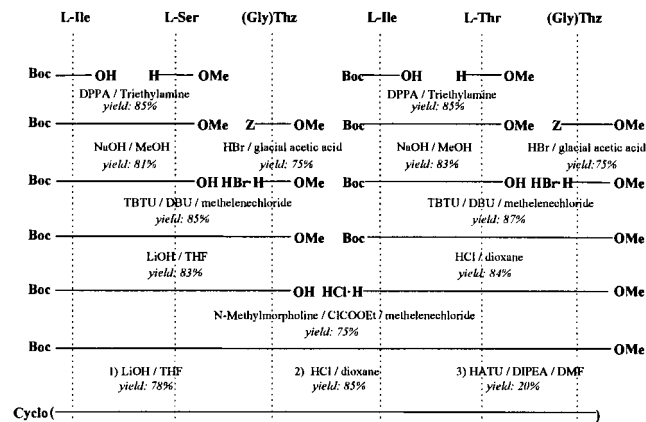 L-Ile L-Ser (Gly)Thz L-Ile L-Thr (Gly)Thz
Boc OH H OMe Boc OH H OMe
DPPA / Triethylamine DPPA / Triethylamine
yield: 85% yield: 85%
Boc OMe Z OMe Boc OMe Z OMe
NaOH / MeOH HBr / glacial acetic acid NaOH / MeOH HBr / glacial acetic acid
yield: 81% yield: 75% yield: 83% yield: 75%
Boc OH HBr·H OMe Boc OH HBr·H OMe
TBTU / DBU / methelenechloride TBTU / DBU / methelenechloride
yield: 85% yield: 87%
Boc OMe Boc OMe
LiOH / THF HCl / dioxane
yield: 83% yield: 84%
Boc OH HCl·H OMe
N-Methylmorpholine / ClCOOEt / methelenechloride
yield: 75%
Boc OMe
1) LiOH / THF 2) HCl / dioxane 3) HATU / DIPEA / DMF
yield: 78% yield: 85% yield: 20%
Cyclo ( )